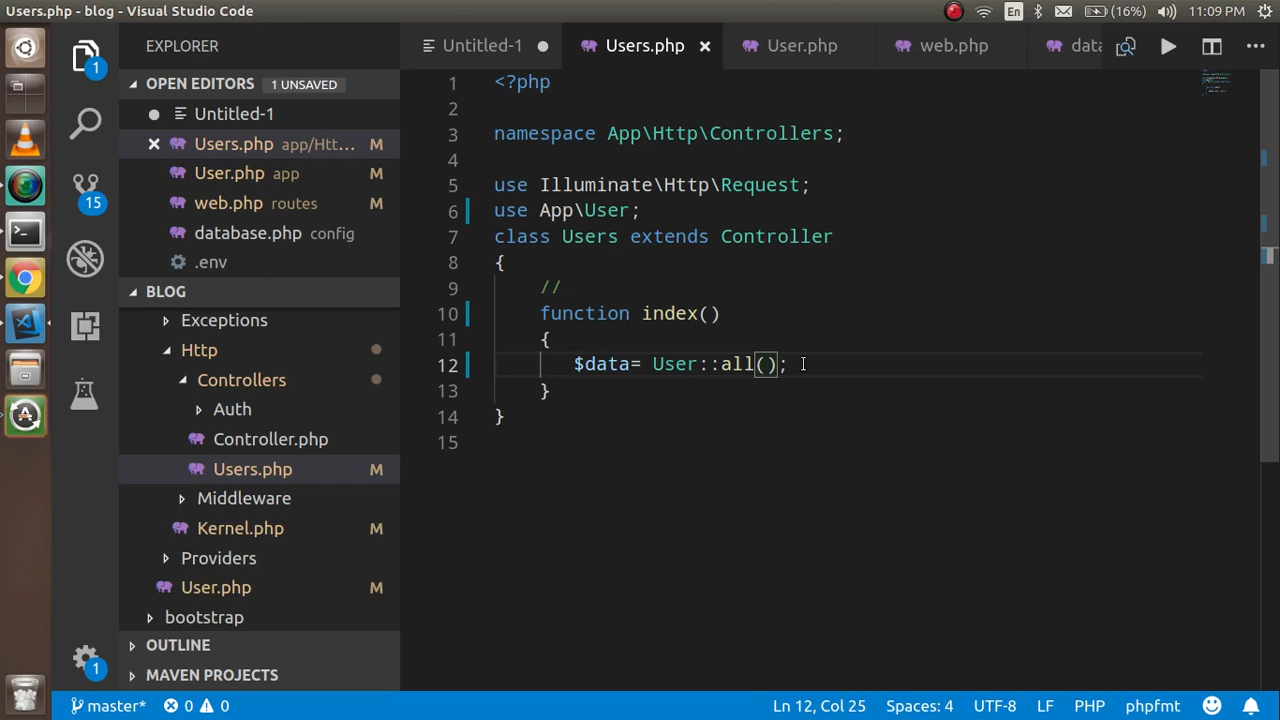 Users.php - blog - Visual Studio Code
En
(16%)
11:09 PM
EXPLORER
Untitled-1
Users.php
User.php
web.php
data
OPEN EDITORS 1 UNSAVED
Untitled-1
Users.php app/Htt... M
User.php app M
web.php routes M
database.php config
.env
BLOG
Exceptions
Http
Controllers
Auth
Controller.php
Users.php M
Middleware
Kernel.php M
Providers
User.php M
bootstrap
OUTLINE
MAVEN PROJECTS
1
15
1
1 <?php
2
3 namespace App\Http\Controllers;
4
5 use Illuminate\Http\Request;
6 use App\User;
7 class Users extends Controller
8 {
9 //
10 function index()
11 {
12 $data= User::all();
13 }
14 }
15
master* 0 0
Ln 12, Col 25
Spaces: 4
UTF-8
LF
PHP
phpfmt